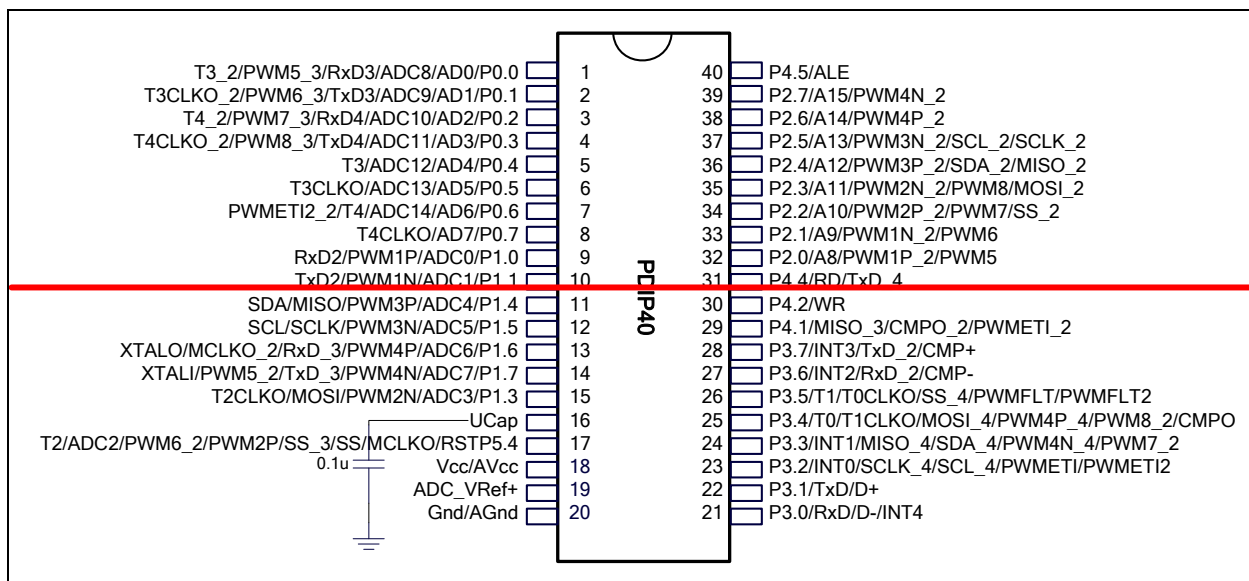 T3_2/PWM5_3/RxD3/ADC8/AD0/P0.0 1 40 P4.5/ALE
T3CLKO_2/PWM6_3/TxD3/ADC9/AD1/P0.1 2 39 P2.7/A15/PWM4N_2
T4_2/PWM7_3/RxD4/ADC10/AD2/P0.2 3 38 P2.6/A14/PWM4P_2
T4CLKO_2/PWM8_3/TxD4/ADC11/AD3/P0.3 4 37 P2.5/A13/PWM3N_2/SCL_2/SCLK_2
T3/ADC12/AD4/P0.4 5 36 P2.4/A12/PWM3P_2/SDA_2/MISO_2
T3CLKO/ADC13/AD5/P0.5 6 35 P2.3/A11/PWM2N_2/PWM8/MOSI_2
PWMETI2_2/T4/ADC14/AD6/P0.6 7 34 P2.2/A10/PWM2P_2/PWM7/SS_2
T4CLKO/AD7/P0.7 8 33 P2.1/A9/PWM1N_2/PWM6
RxD2/PWM1P/ADC0/P1.0 9 32 P2.0/A8/PWM1P_2/PWM5
TxD2/PWM1N/ADC1/P1.1 10 31 P4.4/RD/TxD_4
PDIP40
SDA/MISO/PWM3P/ADC4/P1.4 11 30 P4.2/WR
SCL/SCLK/PWM3N/ADC5/P1.5 12 29 P4.1/MISO_3/CMPO_2/PWMETI_2
XTALO/MCLKO_2/RxD_3/PWM4P/ADC6/P1.6 13 28 P3.7/INT3/TxD_2/CMP+
XTALI/PWM5_2/TxD_3/PWM4N/ADC7/P1.7 14 27 P3.6/INT2/RxD_2/CMP-
T2CLKO/MOSI/PWM2N/ADC3/P1.3 15 26 P3.5/T1/T0CLKO/SS_4/PWMFLT/PWMFLT2
UCap 16 25 P3.4/T0/T1CLKO/MOSI_4/PWM4P_4/PWM8_2/CMPO
T2/ADC2/PWM6_2/PWM2P/SS_3/SS/MCLKO/RSTP5.4 17 24 P3.3/INT1/MISO_4/SDA_4/PWM4N_4/PWM7_2
0.1u
Vcc/AVcc 18 23 P3.2/INT0/SCLK_4/SCL_4/PWMETI/PWMETI2
ADC_VRef+ 19 22 P3.1/TxD/D+
Gnd/AGnd 20 21 P3.0/RxD/D-/INT4